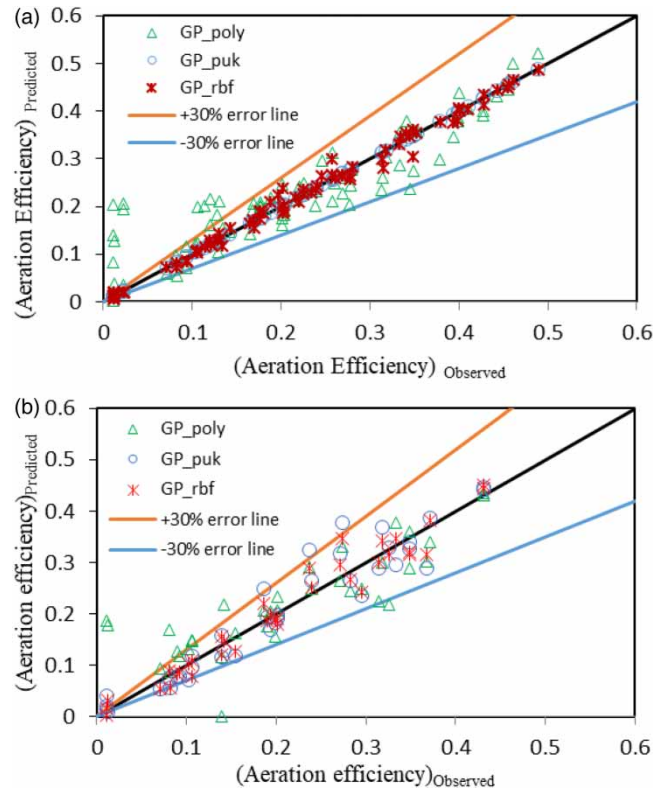 (a)
0.6
0.5
0.4
0.3
0.2
0.1
0
(Aeration Efficiency) Predicted
GP_poly
GP_puk
GP_rbf
+30% error line
-30% error line
0 0.1 0.2 0.3 0.4 0.5 0.6
(Aeration Efficiency) Observed
(b)
0.6
0.5
0.4
0.3
0.2
0.1
0
(Aeration efficiency)Predicted
GP_poly
GP_puk
GP_rbf
+30% error line
-30% error line
0 0.1 0.2 0.3 0.4 0.5 0.6
(Aeration efficiency)Observed